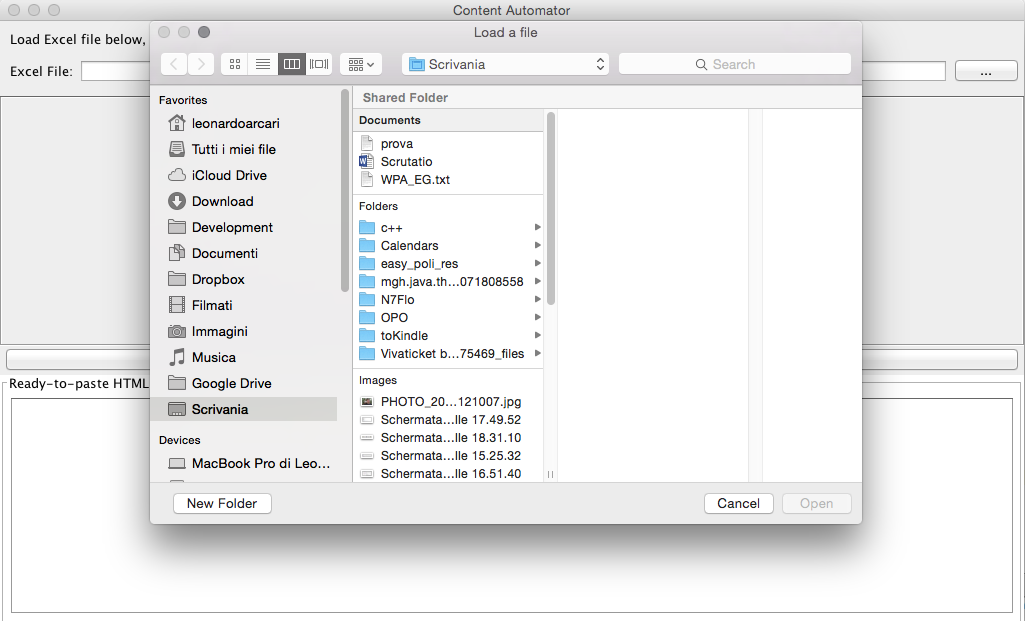 Content Automator
Load Excel file below,
Excel File:
...
Load a file
Scrivania
Search
Favorites
leonardoarcari
Tutti i miei file
iCloud Drive
Download
Development
Documenti
Dropbox
Filmati
Immagini
Musica
Google Drive
Scrivania
Devices
MacBook Pro di Leo...
Shared Folder
Documents
prova
Scrutatio
WPA_EG.txt
Folders
c++
Calendars
easy_poli_res
mgh.java.th...071808558
N7Flo
OPO
toKindle
Vivaticket b...75469_files
Images
PHOTO_20...121007.jpg
Schermata...lle 17.49.52
Schermata...lle 18.31.10
Schermata...lle 15.25.32
Schermata...lle 16.51.40
New Folder
Cancel
Open
Ready-to-paste HTML